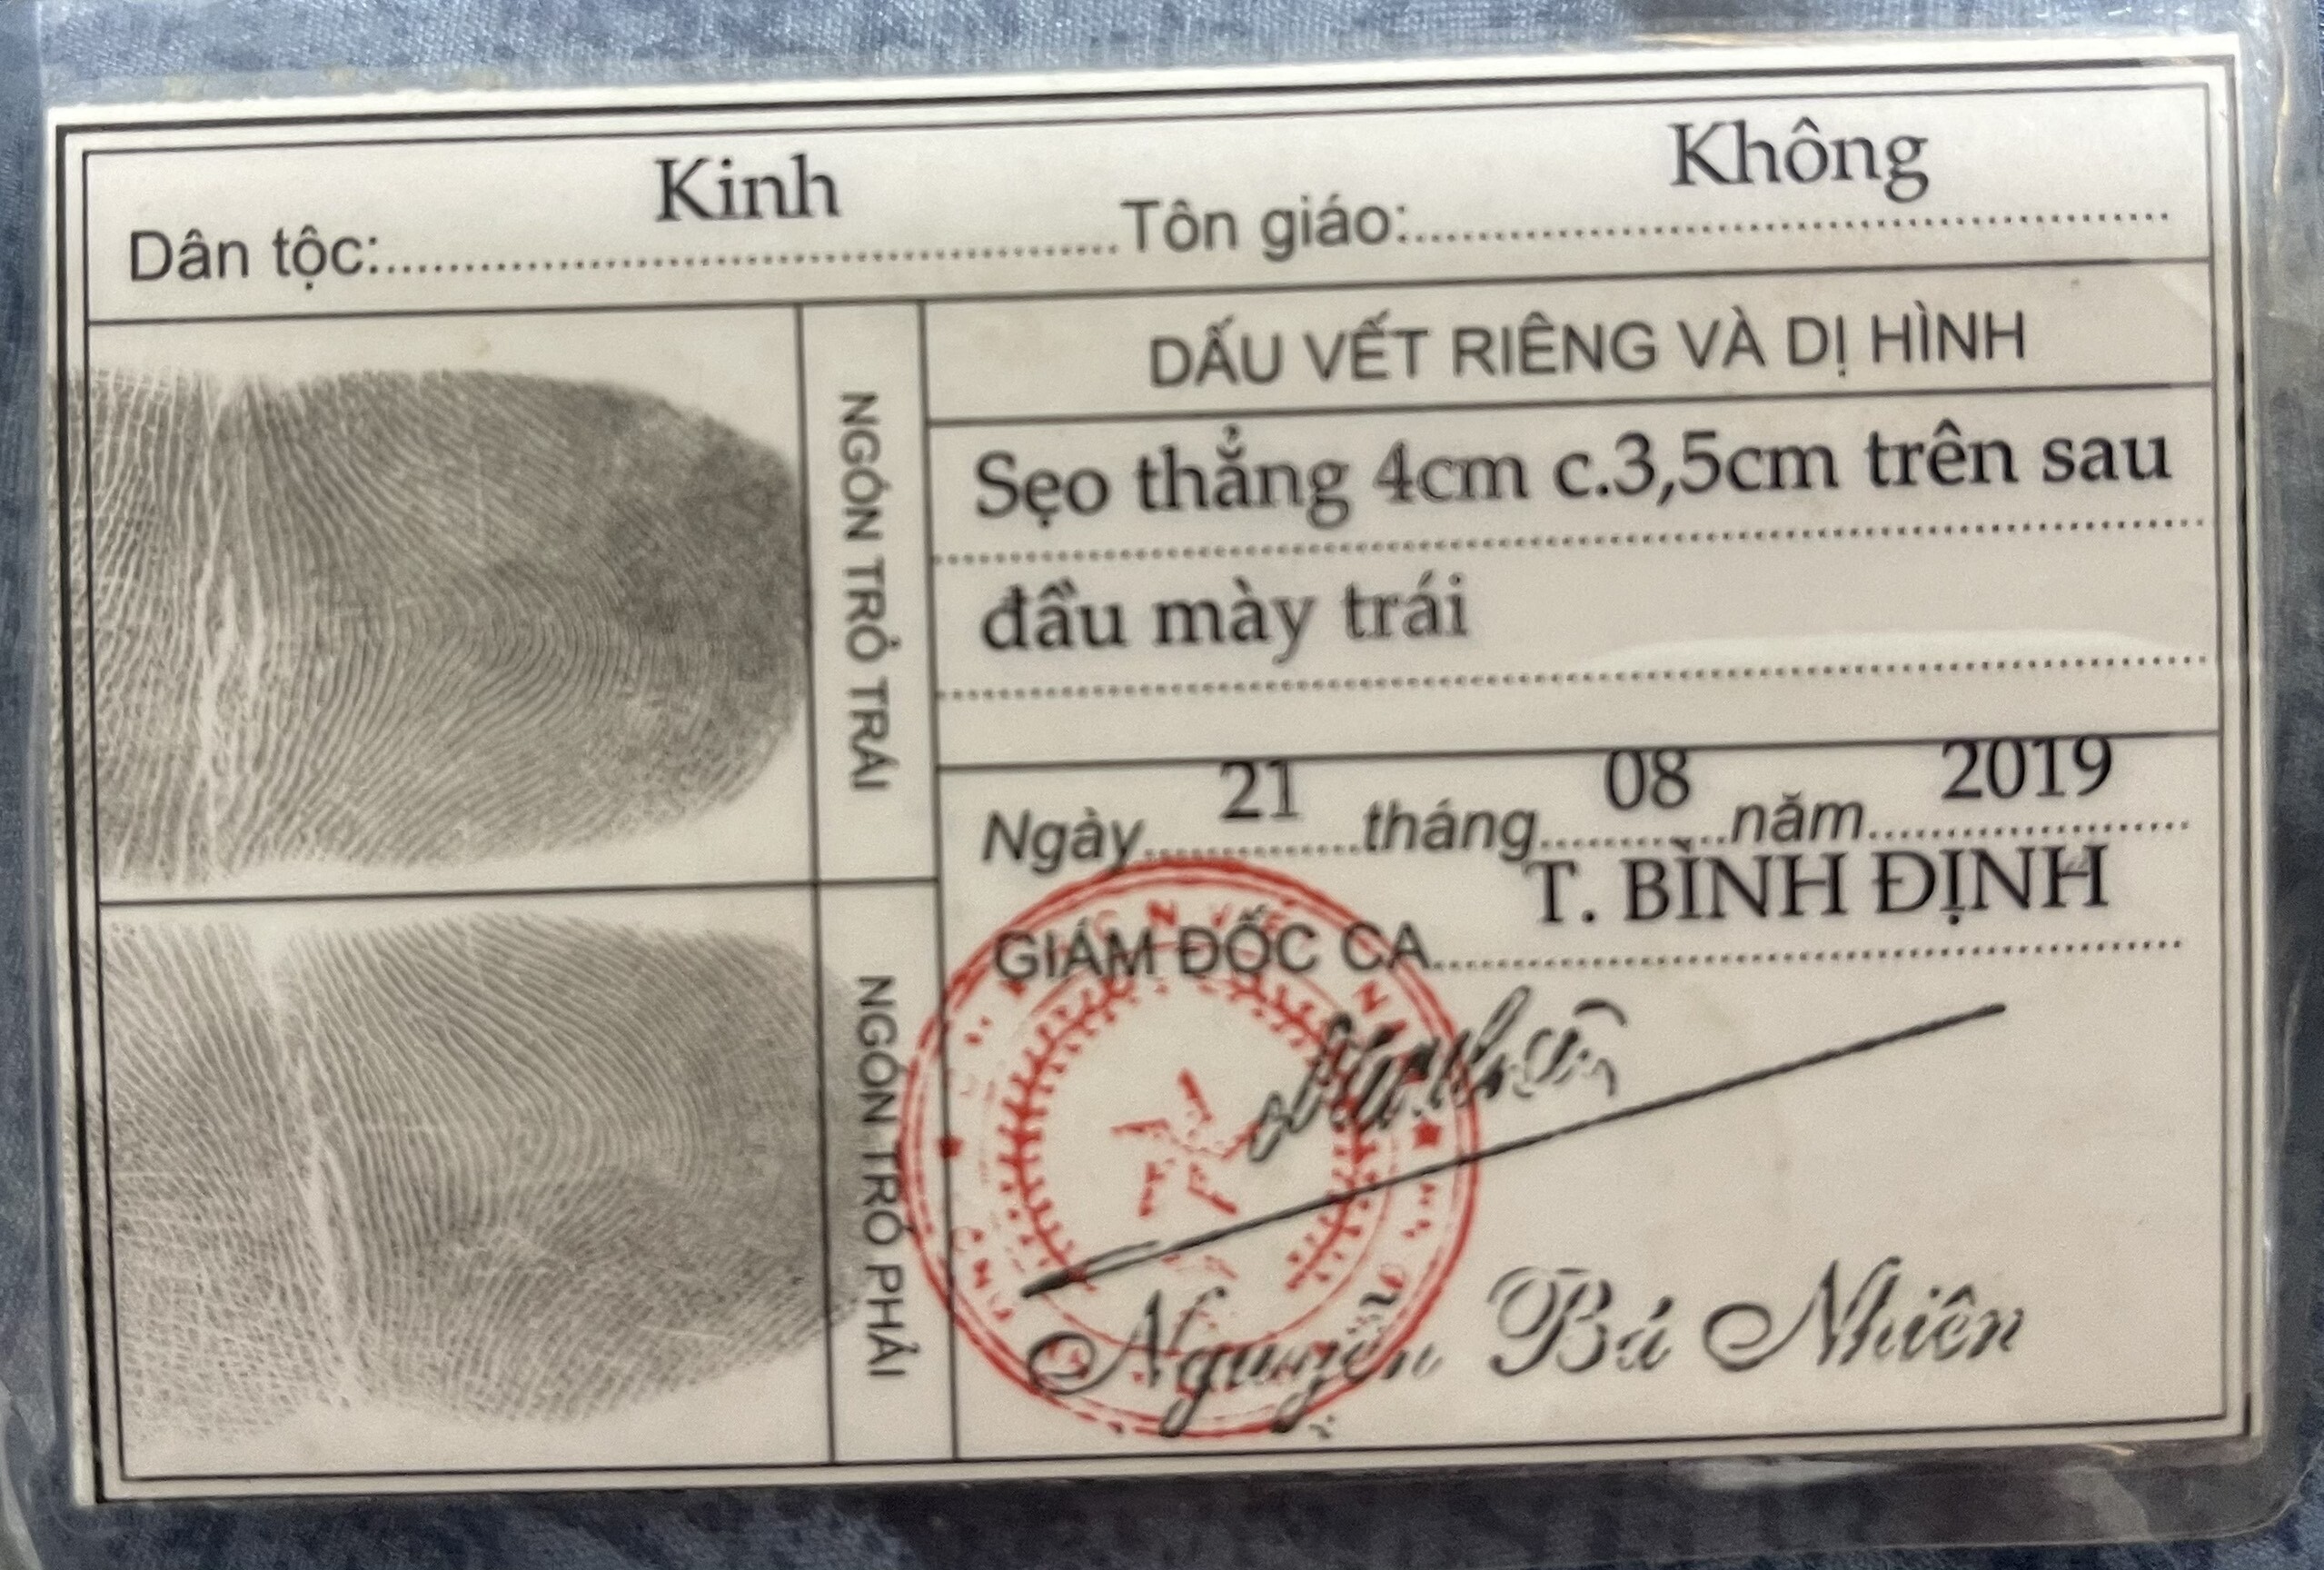 Dân tộc: Kinh Tôn giáo: Không
NGÓN TRỎ TRÁI
DẤU VẾT RIÊNG VÀ DỊ HÌNH
Sẹo thẳng 4cm c.3,5cm trên sau
đầu mày trái
Ngày 21 tháng 08 năm 2019
GIÁM ĐỐC CA T. BÌNH ĐỊNH
NGÓN TRỎ PHẢI
Nguyễn Bá Nhiên